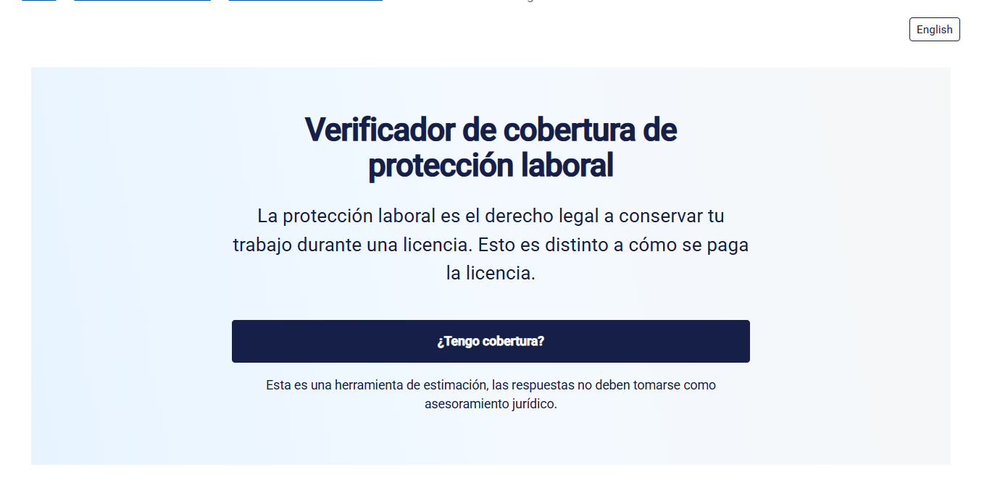 English
Verificador de cobertura de
protección laboral
La protección laboral es el derecho legal a conservar tu
trabajo durante una licencia. Esto es distinto a cómo se paga
la licencia.
¿Tengo cobertura?
Esta es una herramienta de estimación, las respuestas no deben tomarse como
asesoramiento jurídico.